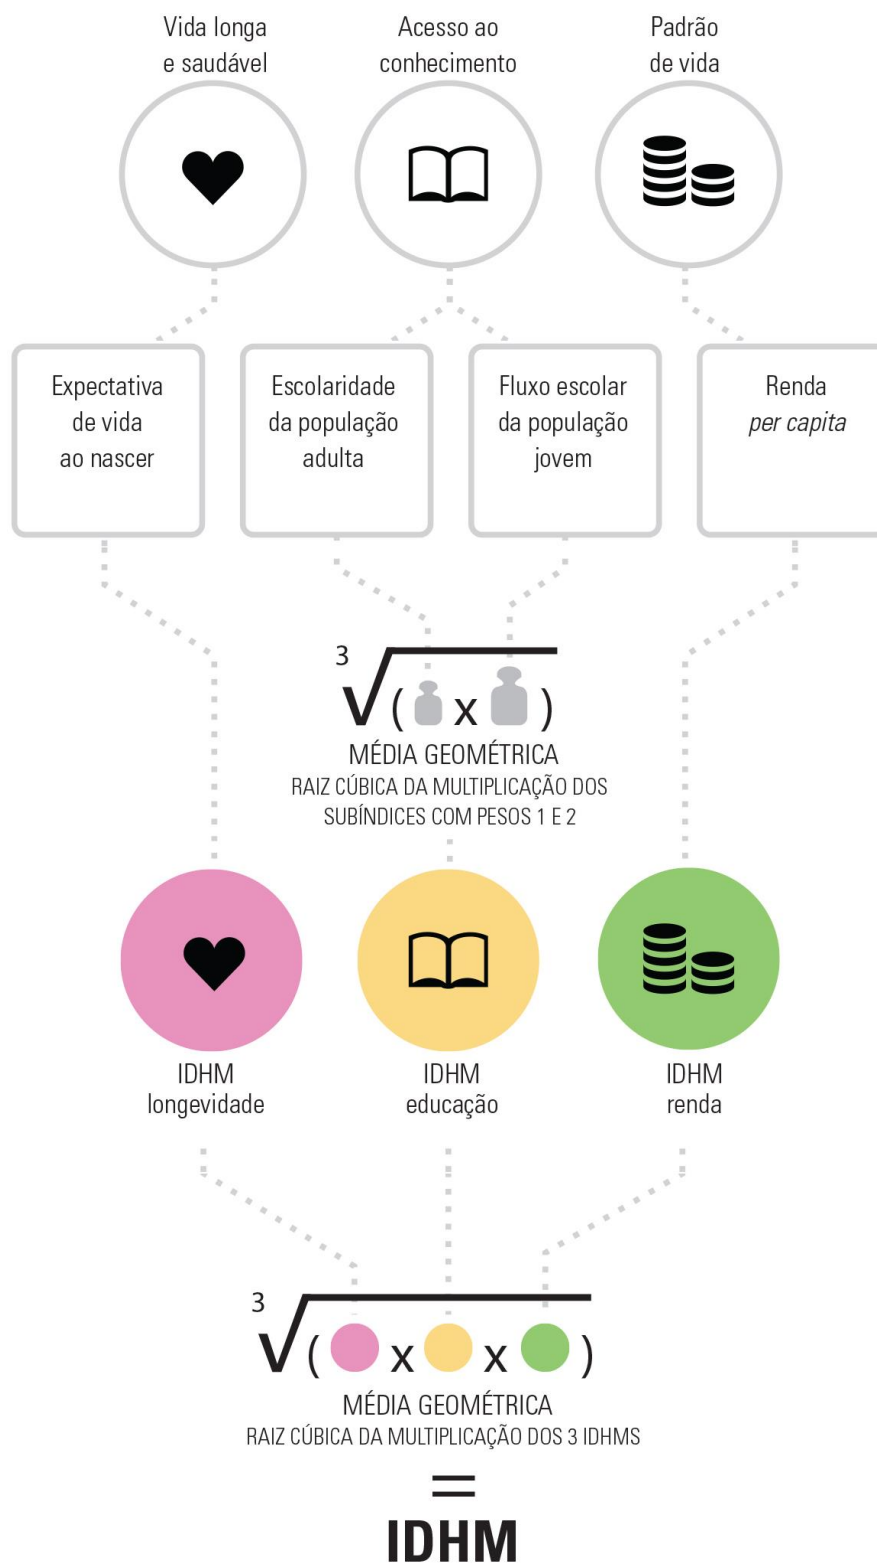 Vida longa
e saudável
Acesso ao
conhecimento
Padrão
de vida
Expectativa
de vida
ao nascer
Escolaridade
da população
adulta
Fluxo escolar
da população
jovem
Renda
per capita
3√( x )
MÉDIA GEOMÉTRICA
RAIZ CÚBICA DA MULTIPLICAÇÃO DOS
SUBÍNDICES COM PESOS 1 E 2
IDHM
longevidade
IDHM
educação
IDHM
renda
3√( x x )
MÉDIA GEOMÉTRICA
RAIZ CÚBICA DA MULTIPLICAÇÃO DOS 3 IDHMS
=
IDHM